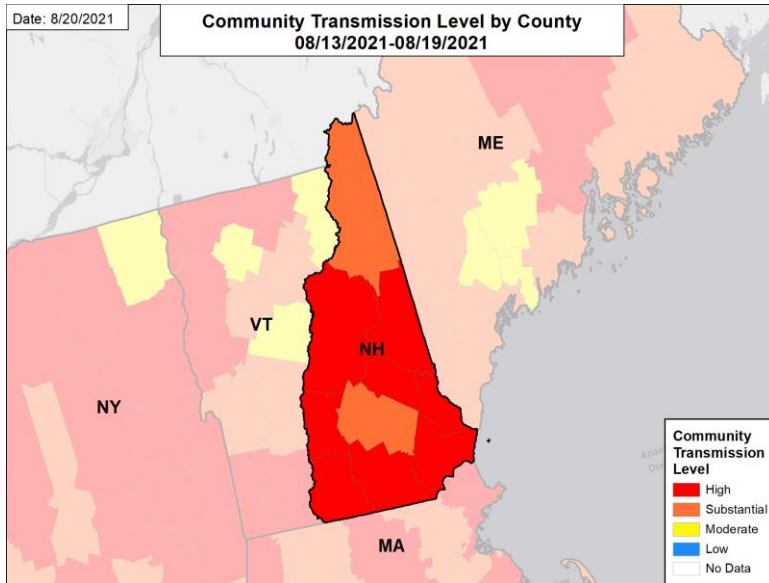 Date: 8/20/2021
Community Transmission Level by County
08/13/2021-08/19/2021
ME
VT
NH
NY
MA
Community
Transmission
Level
High
Substantial
Moderate
Low
No Data